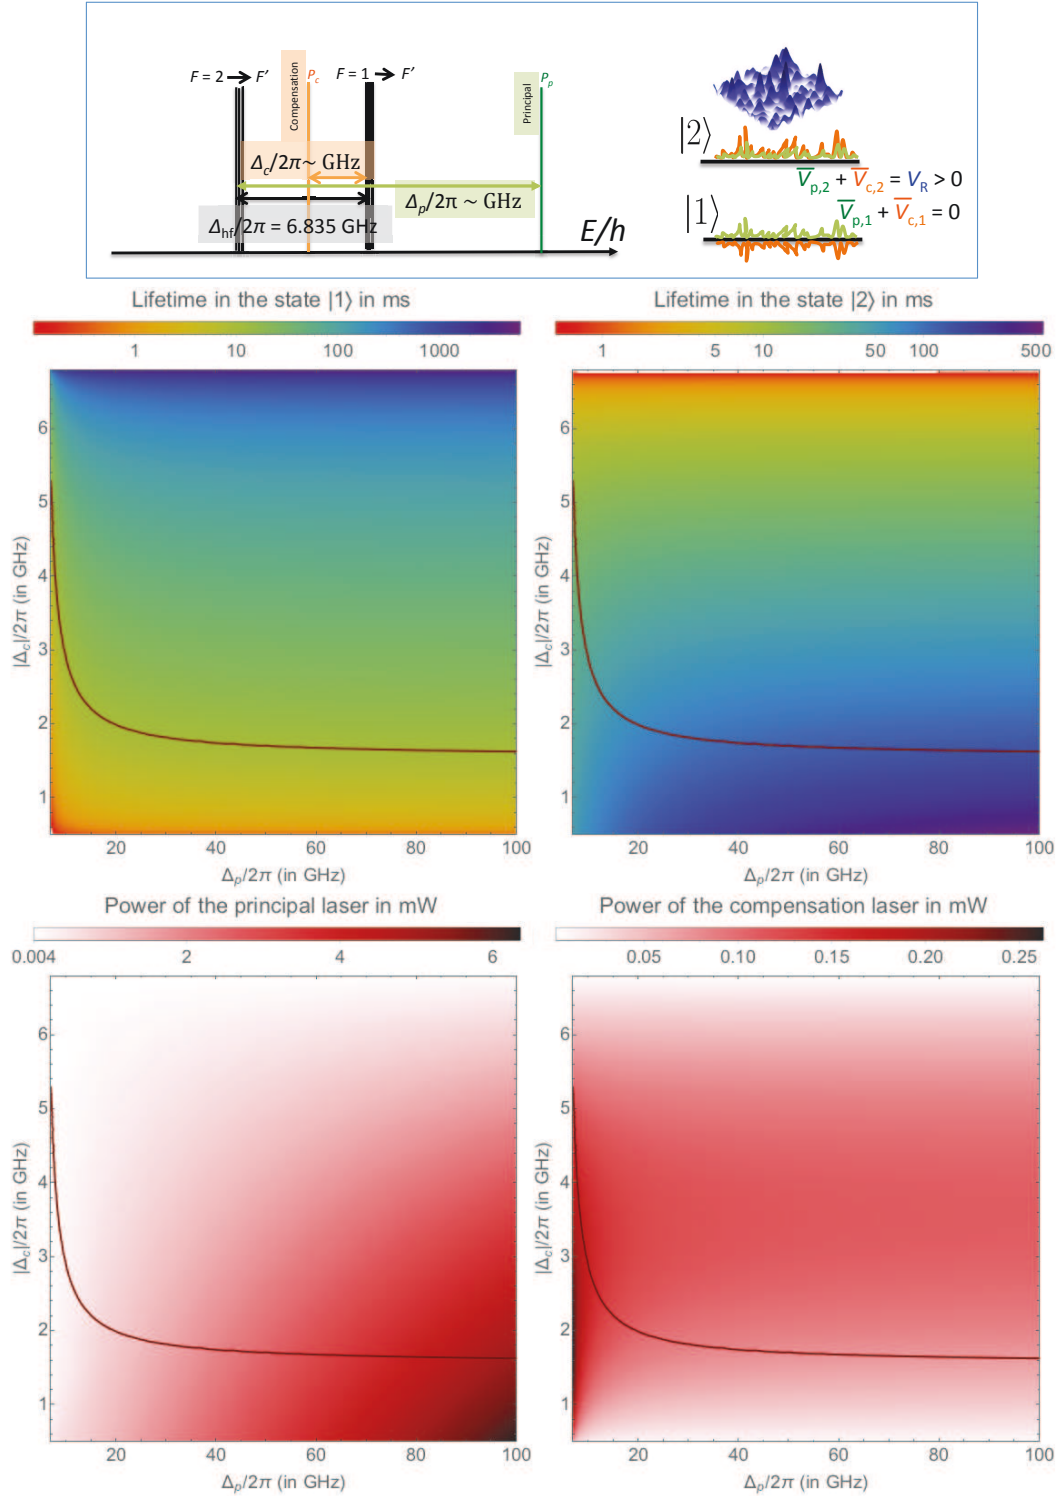 F = 2 → F′
Compensation
P_c
F = 1 → F′
Principal
P_p
Δ_c/2π ~ GHz
Δ_p/2π ~ GHz
Δ_hf/2π = 6.835 GHz
E/h
|2⟩
V̅_p,2 + V̅_c,2 = V_R > 0
|1⟩
V̅_p,1 + V̅_c,1 = 0
Lifetime in the state |1⟩ in ms
1 10 100 1000
|Δ_c|/2π (in GHz)
6
5
4
3
2
1
20 40 60 80 100
Δ_p/2π (in GHz)
Lifetime in the state |2⟩ in ms
1 5 10 50 100 500
|Δ_c|/2π (in GHz)
6
5
4
3
2
1
20 40 60 80 100
Δ_p/2π (in GHz)
Power of the principal laser in mW
0.004 2 4 6
|Δ_c|/2π (in GHz)
6
5
4
3
2
1
20 40 60 80 100
Δ_p/2π (in GHz)
Power of the compensation laser in mW
0.05 0.10 0.15 0.20 0.25
|Δ_c|/2π (in GHz)
6
5
4
3
2
1
20 40 60 80 100
Δ_p/2π (in GHz)